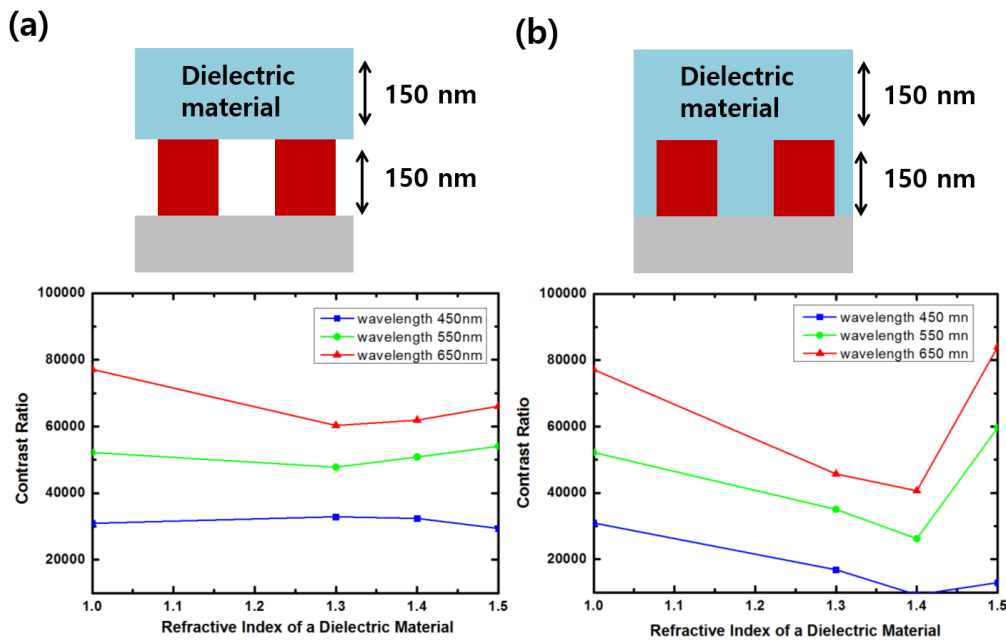 (a)
Dielectric
material
150 nm
150 nm
(b)
Dielectric
material
150 nm
150 nm
100000
80000
60000
40000
20000
Contrast Ratio
wavelength 450nm
wavelength 550nm
wavelength 650nm
1.0 1.1 1.2 1.3 1.4 1.5
Refractive Index of a Dielectric Material
100000
80000
60000
40000
20000
Contrast Ratio
wavelength 450 mn
wavelength 550 mn
wavelength 650 mn
1.0 1.1 1.2 1.3 1.4 1.5
Refractive Index of a Dielectric Material